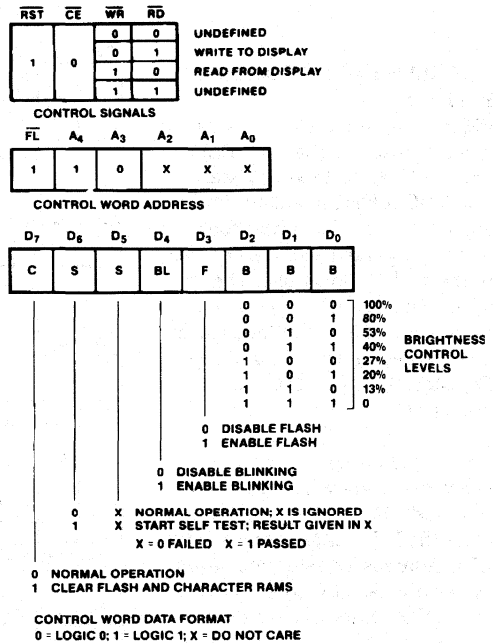 R̅S̅T̅ C̅E̅ W̅R̅ R̅D̅
1 0 0 0 UNDEFINED
0 1 WRITE TO DISPLAY
1 0 READ FROM DISPLAY
1 1 UNDEFINED
CONTROL SIGNALS
F̅L̅ A4 A3 A2 A1 A0
1 1 0 X X X
CONTROL WORD ADDRESS
D7 D6 D5 D4 D3 D2 D1 D0
C S S BL F B B B
0 0 0 100%
0 0 1 80%
0 1 0 53%
0 1 1 40%
1 0 0 27%
1 0 1 20%
1 1 0 13%
1 1 1 0
BRIGHTNESS
CONTROL
LEVELS
0 DISABLE FLASH
1 ENABLE FLASH
0 DISABLE BLINKING
1 ENABLE BLINKING
0 X NORMAL OPERATION; X IS IGNORED
1 X START SELF TEST; RESULT GIVEN IN X
X = 0 FAILED X = 1 PASSED
0 NORMAL OPERATION
1 CLEAR FLASH AND CHARACTER RAMS
CONTROL WORD DATA FORMAT
0 = LOGIC 0; 1 = LOGIC 1; X = DO NOT CARE